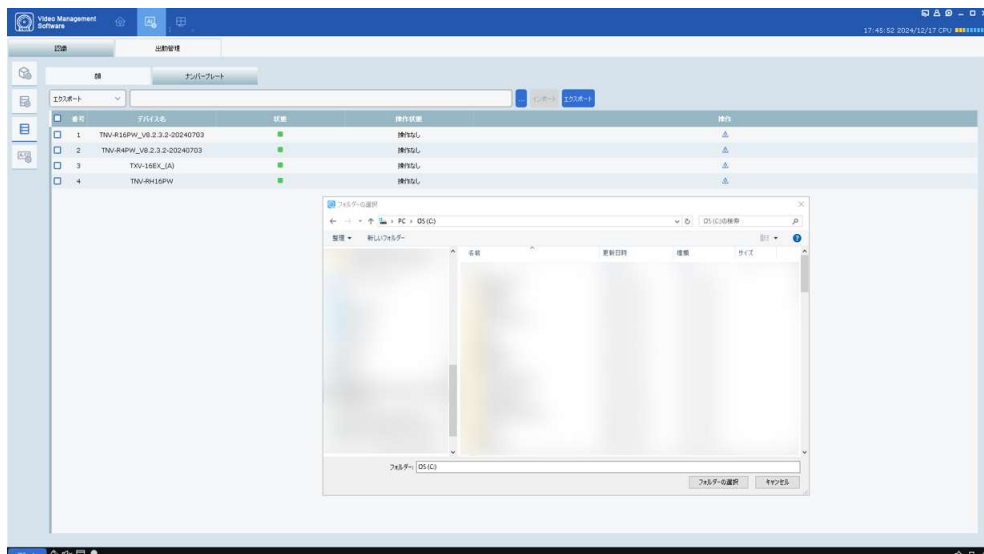 Video Management
Software
17:45:52 2024/12/17 CPU
認識 出勤管理
顔 ナンバープレート
エクスポート ... インポート エクスポート
番号 デバイス名 状態 操作状態 操作
1 TNV-R16PW_V8.2.3.2-20240703 操作なし
2 TNV-R4PW_V8.2.3.2-20240703 操作なし
3 TXV-16EX_(A) 操作なし
4 TNV-RH16PW 操作なし
フォルダーの選択
PC › OS (C:) OS (C:)の検索
整理 新しいフォルダー
名前 更新日時 種類 サイズ
フォルダー: OS (C:)
フォルダーの選択 キャンセル